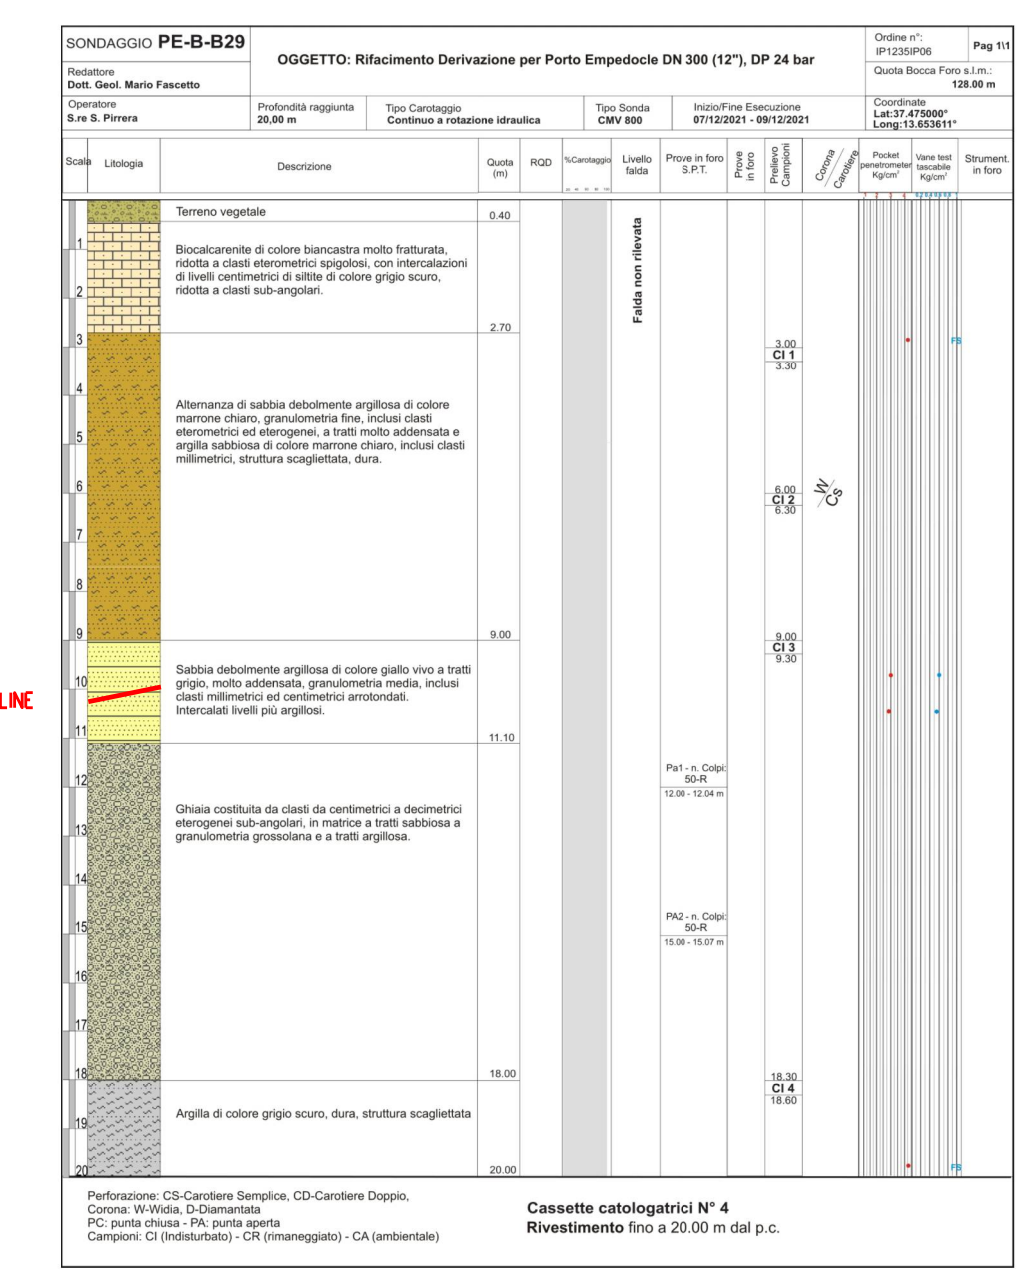 SONDAGGIO PE-B-B29
OGGETTO: Rifacimento Derivazione per Porto Empedocle DN 300 (12"), DP 24 bar
Ordine n°:
IP1235IP06
Pag 1\1
Redattore
Dott. Geol. Mario Fascetto
Quota Bocca Foro s.l.m.:
128.00 m
Operatore
S.re S. Pirrera
Profondità raggiunta
20,00 m
Tipo Carotaggio
Continuo a rotazione idraulica
Tipo Sonda
CMV 800
Inizio/Fine Esecuzione
07/12/2021 - 09/12/2021
Coordinate
Lat:37.475000°
Long:13.653611°
Scala
Litologia
Descrizione
Quota
(m)
RQD
%Carotaggio
20 40 60 80 100
Livello
falda
Prove in foro
S.P.T.
Prove
in foro
Prelievo
Campioni
Corona
Carotiere
Pocket
penetrometer
Kg/cm²
1 2 3 4
Vane test
tascabile
Kg/cm²
Strument.
in foro
Terreno vegetale
0.40
Falda non rilevata
1
Biocalcarenite di colore biancastra molto fratturata,
ridotta a clasti eterometrici spigolosi, con intercalazioni
di livelli centimetrici di siltite di colore grigio scuro,
ridotta a clasti sub-angolari.
2
2.70
3
3.00
CI 1
3.30
FS
4
Alternanza di sabbia debolmente argillosa di colore
marrone chiaro, granulometria fine, inclusi clasti
eterometrici ed eterogenei, a tratti molto addensata e
argilla sabbiosa di colore marrone chiaro, inclusi clasti
millimetrici, struttura scagliettata, dura.
5
6
6.00
CI 2
6.30
W
Cs
7
8
9
9.00
9.00
CI 3
9.30
Sabbia debolmente argillosa di colore giallo vivo a tratti
grigio, molto addensata, granulometria media, inclusi
clasti millimetrici ed centimetrici arrotondati.
Intercalati livelli più argillosi.
10
LINE
11
11.10
12
Pa1 - n. Colpi:
50-R
12.00 - 12.04 m
Ghiaia costituita da clasti da centimetrici a decimetrici
eterogenei sub-angolari, in matrice a tratti sabbiosa a
granulometria grossolana e a tratti argillosa.
13
14
15
PA2 - n. Colpi:
50-R
15.00 - 15.07 m
16
17
18
18.00
18.30
CI 4
18.60
Argilla di colore grigio scuro, dura, struttura scagliettata
19
20
20.00
FS
Perforazione: CS-Carotiere Semplice, CD-Carotiere Doppio,
Corona: W-Widia, D-Diamantata
PC: punta chiusa - PA: punta aperta
Campioni: CI (Indisturbato) - CR (rimaneggiato) - CA (ambientale)
Cassette catologatrici N° 4
Rivestimento fino a 20.00 m dal p.c.